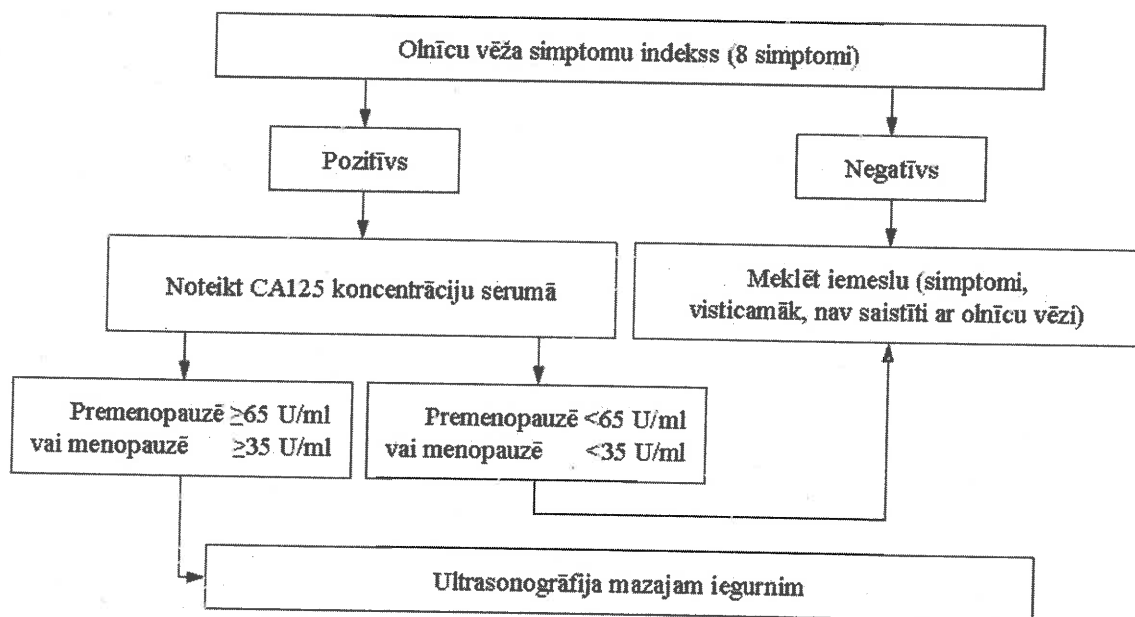 Olnīcu vēža simptomu indekss (8 simptomi)
Pozitīvs
Negatīvs
Noteikt CA125 koncentrāciju serumā
Meklēt iemeslu (simptomi,
visticamāk, nav saistīti ar olnīcu vēzi)
Premenopauzē ≥65 U/ml
vai menopauzē ≥35 U/ml
Premenopauzē <65 U/ml
vai menopauzē <35 U/ml
Ultrasonogrāfija mazajam iegurnim